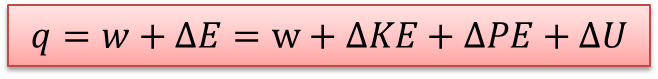 q = w + ΔE = w + ΔKE + ΔPE + ΔU